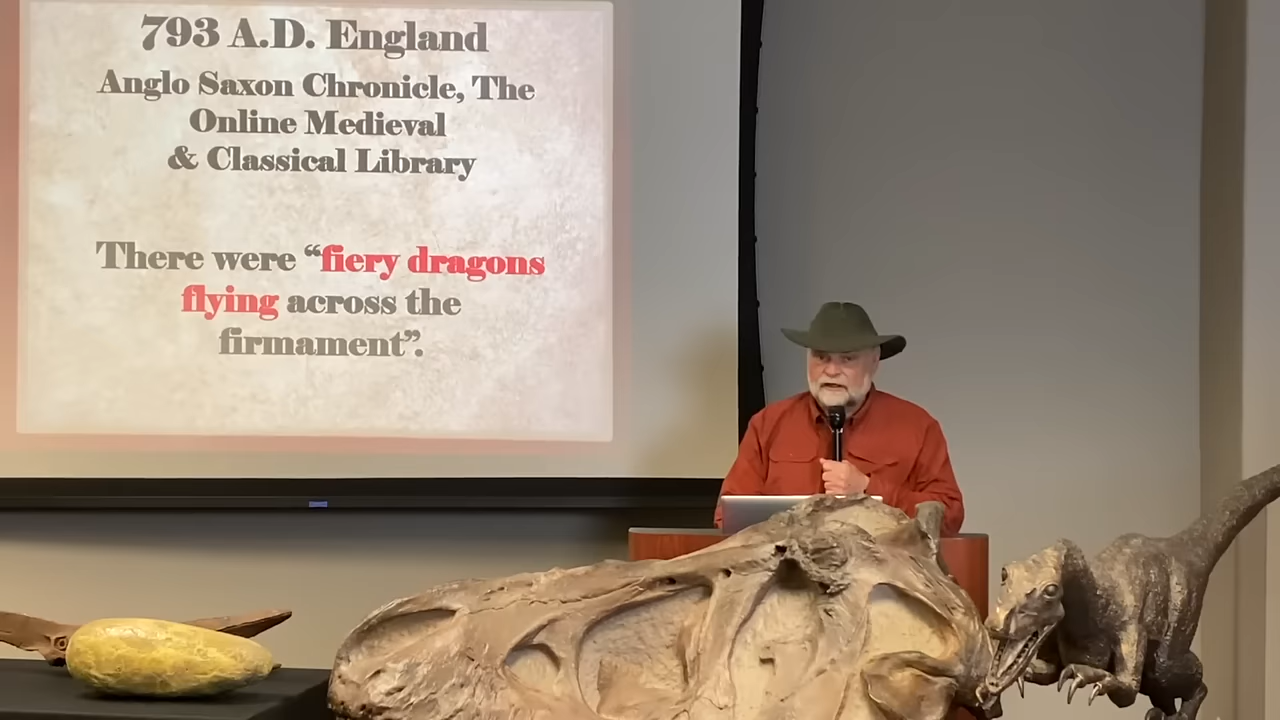 793 A.D. England
Anglo Saxon Chronicle, The
Online Medieval
& Classical Library
There were “fiery dragons
flying across the
firmament”.